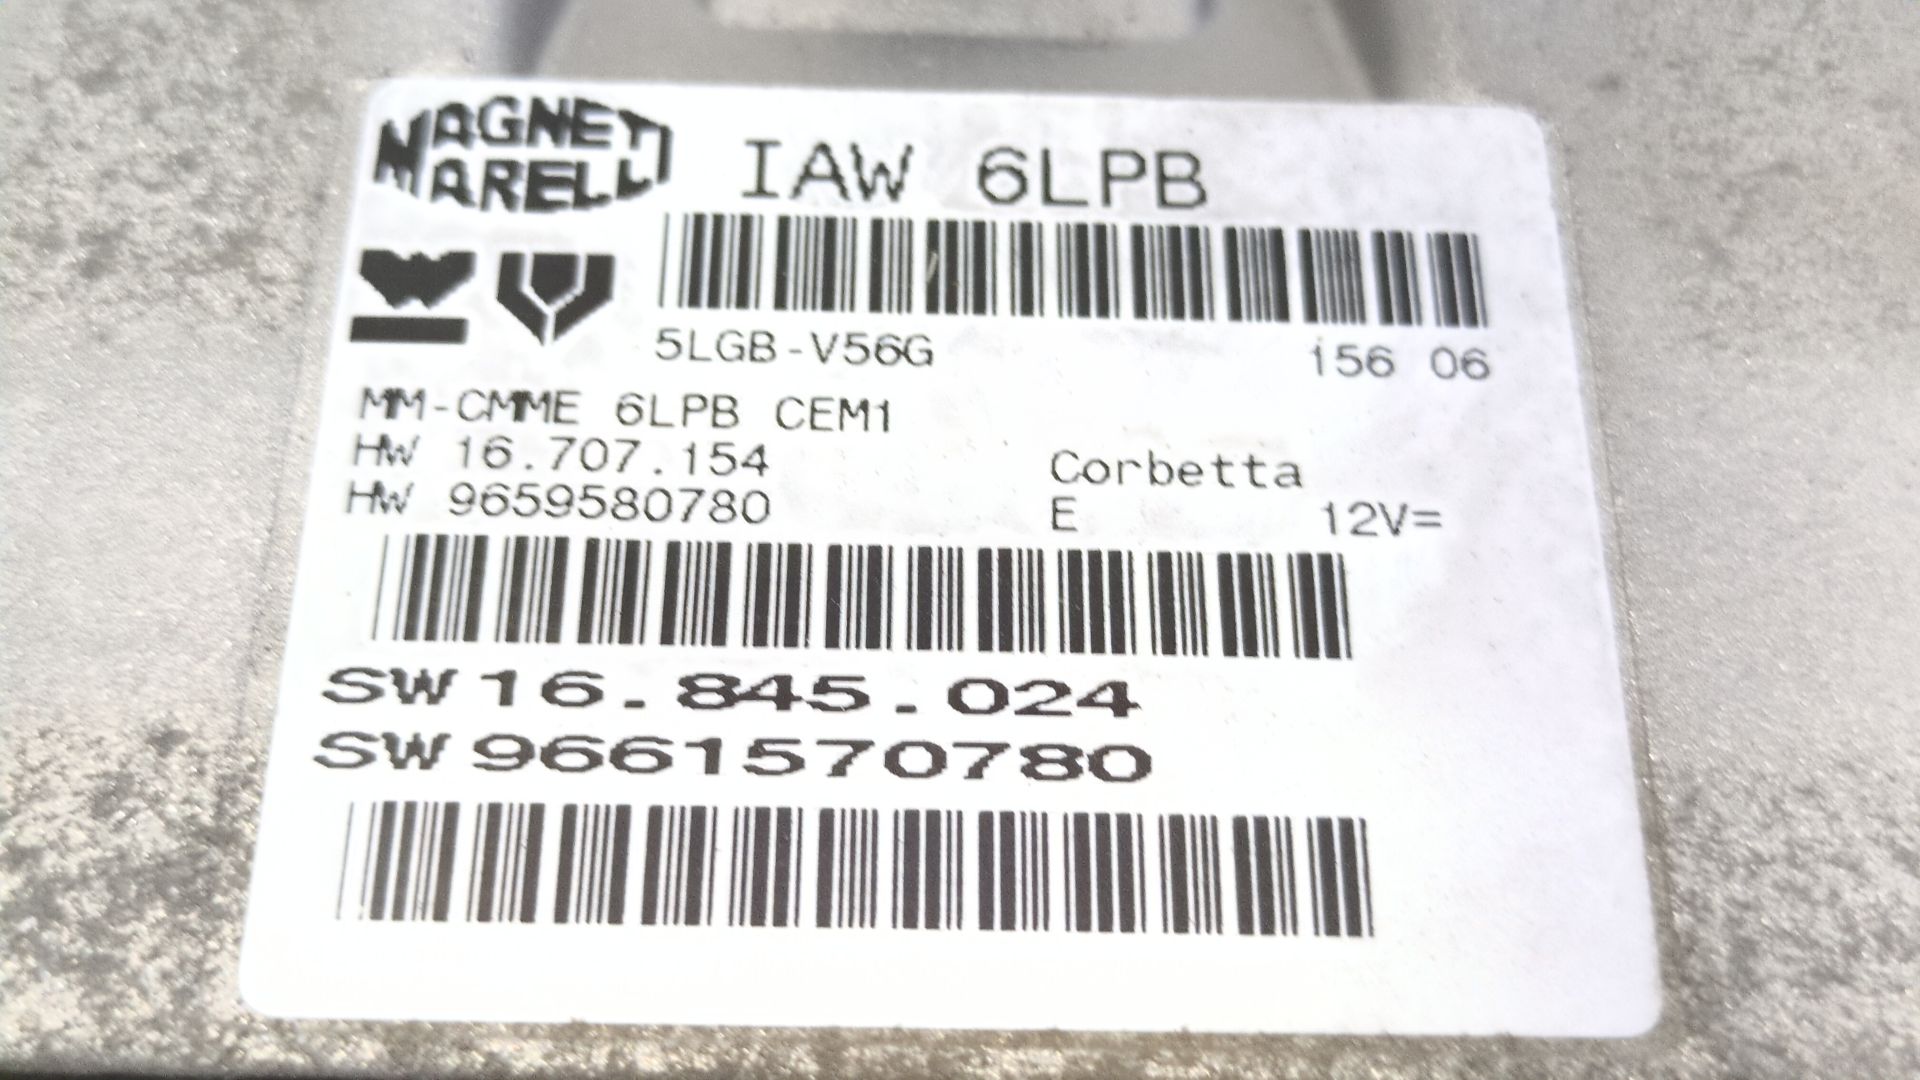 MAGNETI MARELLI
IAW 6LPB
5LGB-V56G 156 06
MM-CMME 6LPB CEM1
HW 16.707.154 Corbetta
HW 9659580780 E 12V=
SW 16.845.024
SW 9661570780